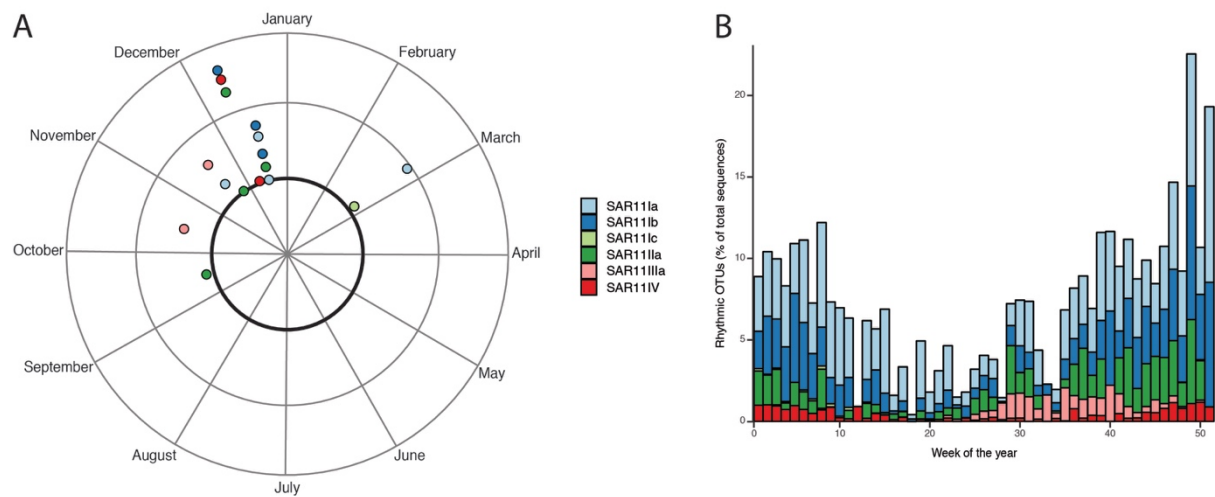 A
January
February
March
April
May
June
July
August
September
October
November
December
SAR11Ia
SAR11Ib
SAR11Ic
SAR11IIa
SAR11IIIa
SAR11IV
B
Rhythmic OTUs (% of total sequences)
20
15
10
5
0
0 10 20 30 40 50
Week of the year